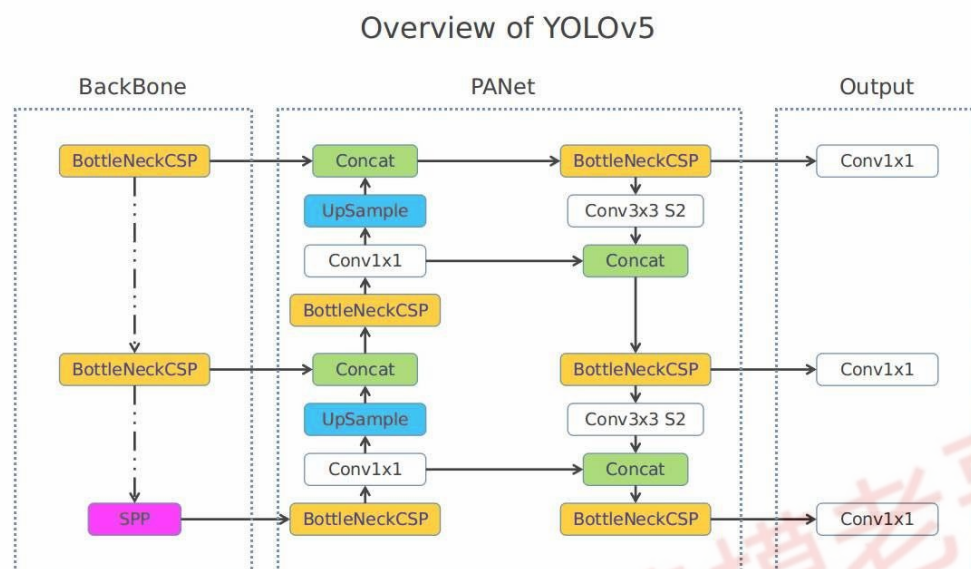 Overview of YOLOv5
BackBone
PANet
Output
BottleNeckCSP
Concat
BottleNeckCSP
Conv1x1
UpSample
Conv3x3 S2
Conv1x1
Concat
BottleNeckCSP
BottleNeckCSP
Concat
BottleNeckCSP
Conv1x1
UpSample
Conv3x3 S2
Conv1x1
Concat
SPP
BottleNeckCSP
BottleNeckCSP
Conv1x1